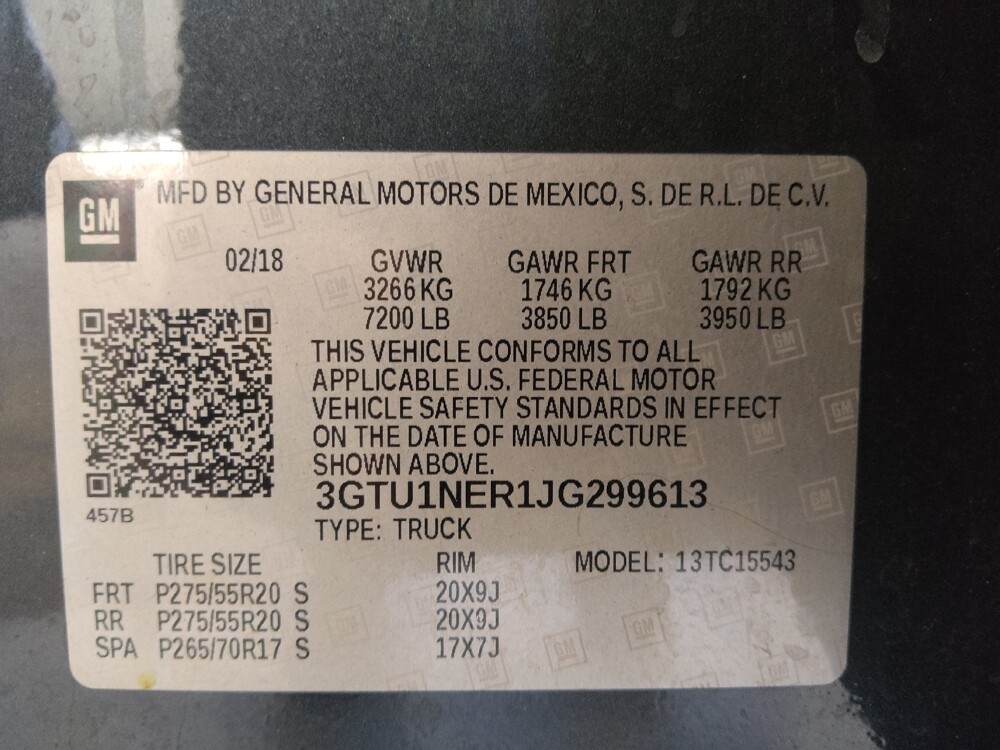 GM MFD BY GENERAL MOTORS DE MEXICO, S. DE R.L. DE C.V.
02/18 GVWR GAWR FRT GAWR RR
3266 KG 1746 KG 1792 KG
7200 LB 3850 LB 3950 LB
THIS VEHICLE CONFORMS TO ALL
APPLICABLE U.S. FEDERAL MOTOR
VEHICLE SAFETY STANDARDS IN EFFECT
ON THE DATE OF MANUFACTURE
SHOWN ABOVE.
3GTU1NER1JG299613
457B
TYPE: TRUCK
TIRE SIZE RIM MODEL: 13TC15543
FRT P275/55R20 S 20X9J
RR P275/55R20 S 20X9J
SPA P265/70R17 S 17X7J